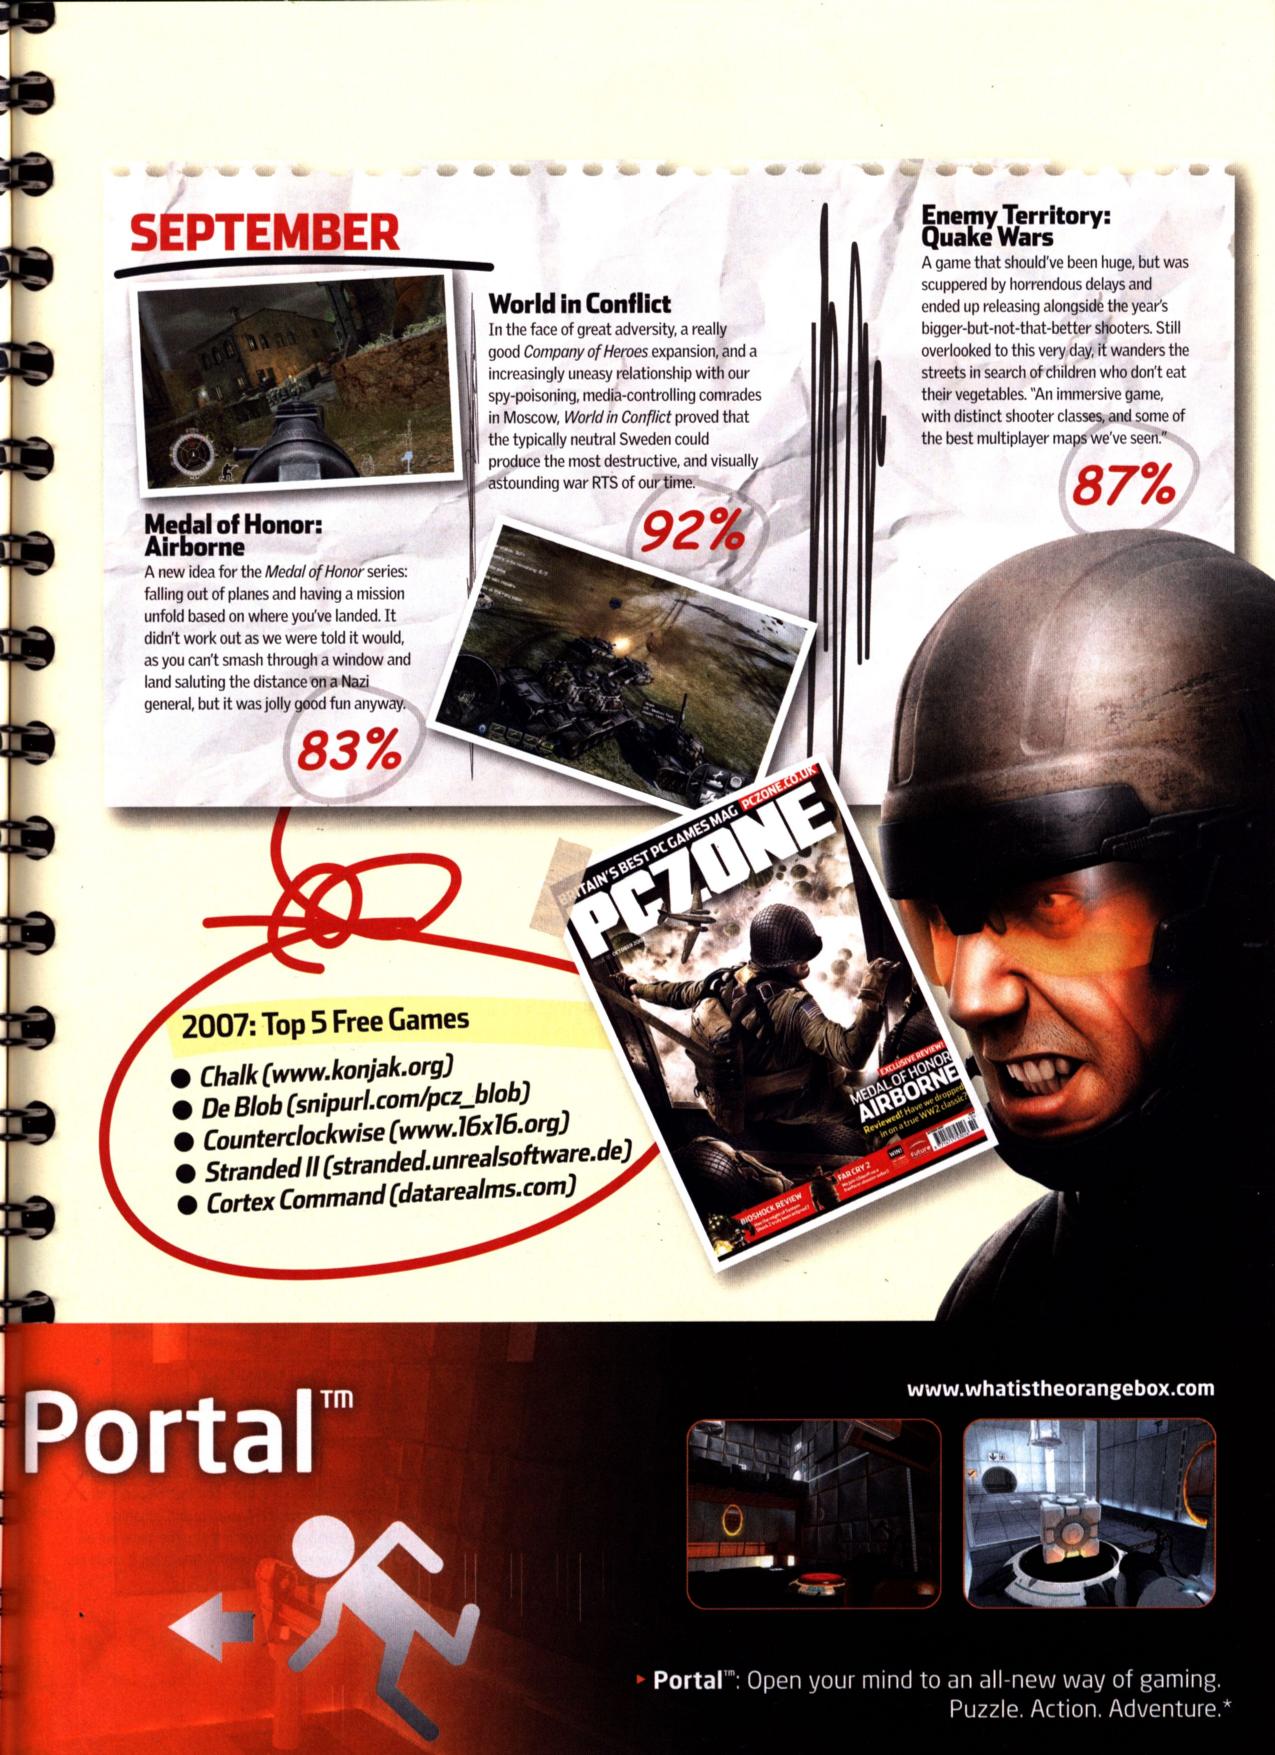 SEPTEMBER
Medal of Honor:
Airborne
A new idea for the Medal of Honor series:
falling out of planes and having a mission
unfold based on where you've landed. It
didn't work out as we were told it would,
as you can't smash through a window and
land saluting the distance on a Nazi
general, but it was jolly good fun anyway.
83%
World in Conflict
In the face of great adversity, a really
good Company of Heroes expansion, and a
increasingly uneasy relationship with our
spy-poisoning, media-controlling comrades
in Moscow, World in Conflict proved that
the typically neutral Sweden could
produce the most destructive, and visually
astounding war RTS of our time.
92%
Enemy Territory:
Quake Wars
A game that should've been huge, but was
scuppered by horrendous delays and
ended up releasing alongside the year's
bigger-but-not-that-better shooters. Still
overlooked to this very day, it wanders the
streets in search of children who don't eat
their vegetables. "An immersive game,
with distinct shooter classes, and some of
the best multiplayer maps we've seen."
87%
BRITAIN'S BEST PC GAMES MAG PCZONE.CO.UK
PCZONE
EXCLUSIVE REVIEW!
MEDAL OF HONOR
AIRBORNE
Reviewed! Have we dropped
in on a true WW2 classic?
WIN!
Future
FAR CRY 2
BIOSHOCK REVIEW
2007: Top 5 Free Games
● Chalk (www.konjak.org)
● De Blob (snipurl.com/pcz_blob)
● Counterclockwise (www.16x16.org)
● Stranded II (stranded.unrealsoftware.de)
● Cortex Command (datarealms.com)
Portal™
www.whatistheorangebox.com
Portal™: Open your mind to an all-new way of gaming.
Puzzle. Action. Adventure.*